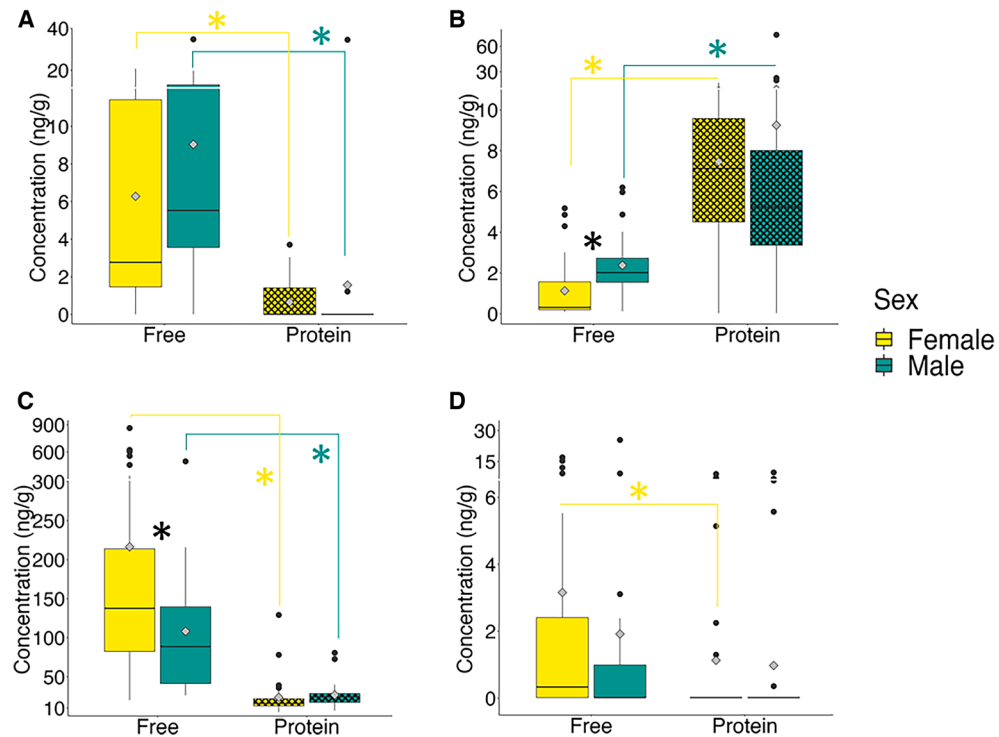 A
Concentration (ng/g)
40
20
10
8
6
4
2
0
Free Protein
*
*
B
Concentration (ng/g)
60
30
10
8
6
4
2
0
Free Protein
*
*
*
Sex
Female
Male
C
Concentration (ng/g)
900
600
300
250
200
150
100
50
10
Free Protein
*
*
*
D
Concentration (ng/g)
30
15
6
4
2
0
Free Protein
*